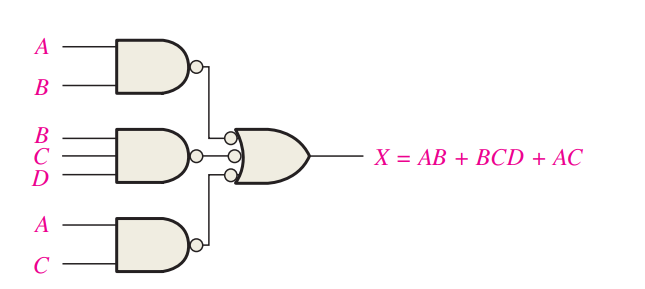 A
B
B
C
D
X = AB + BCD + AC
A
C